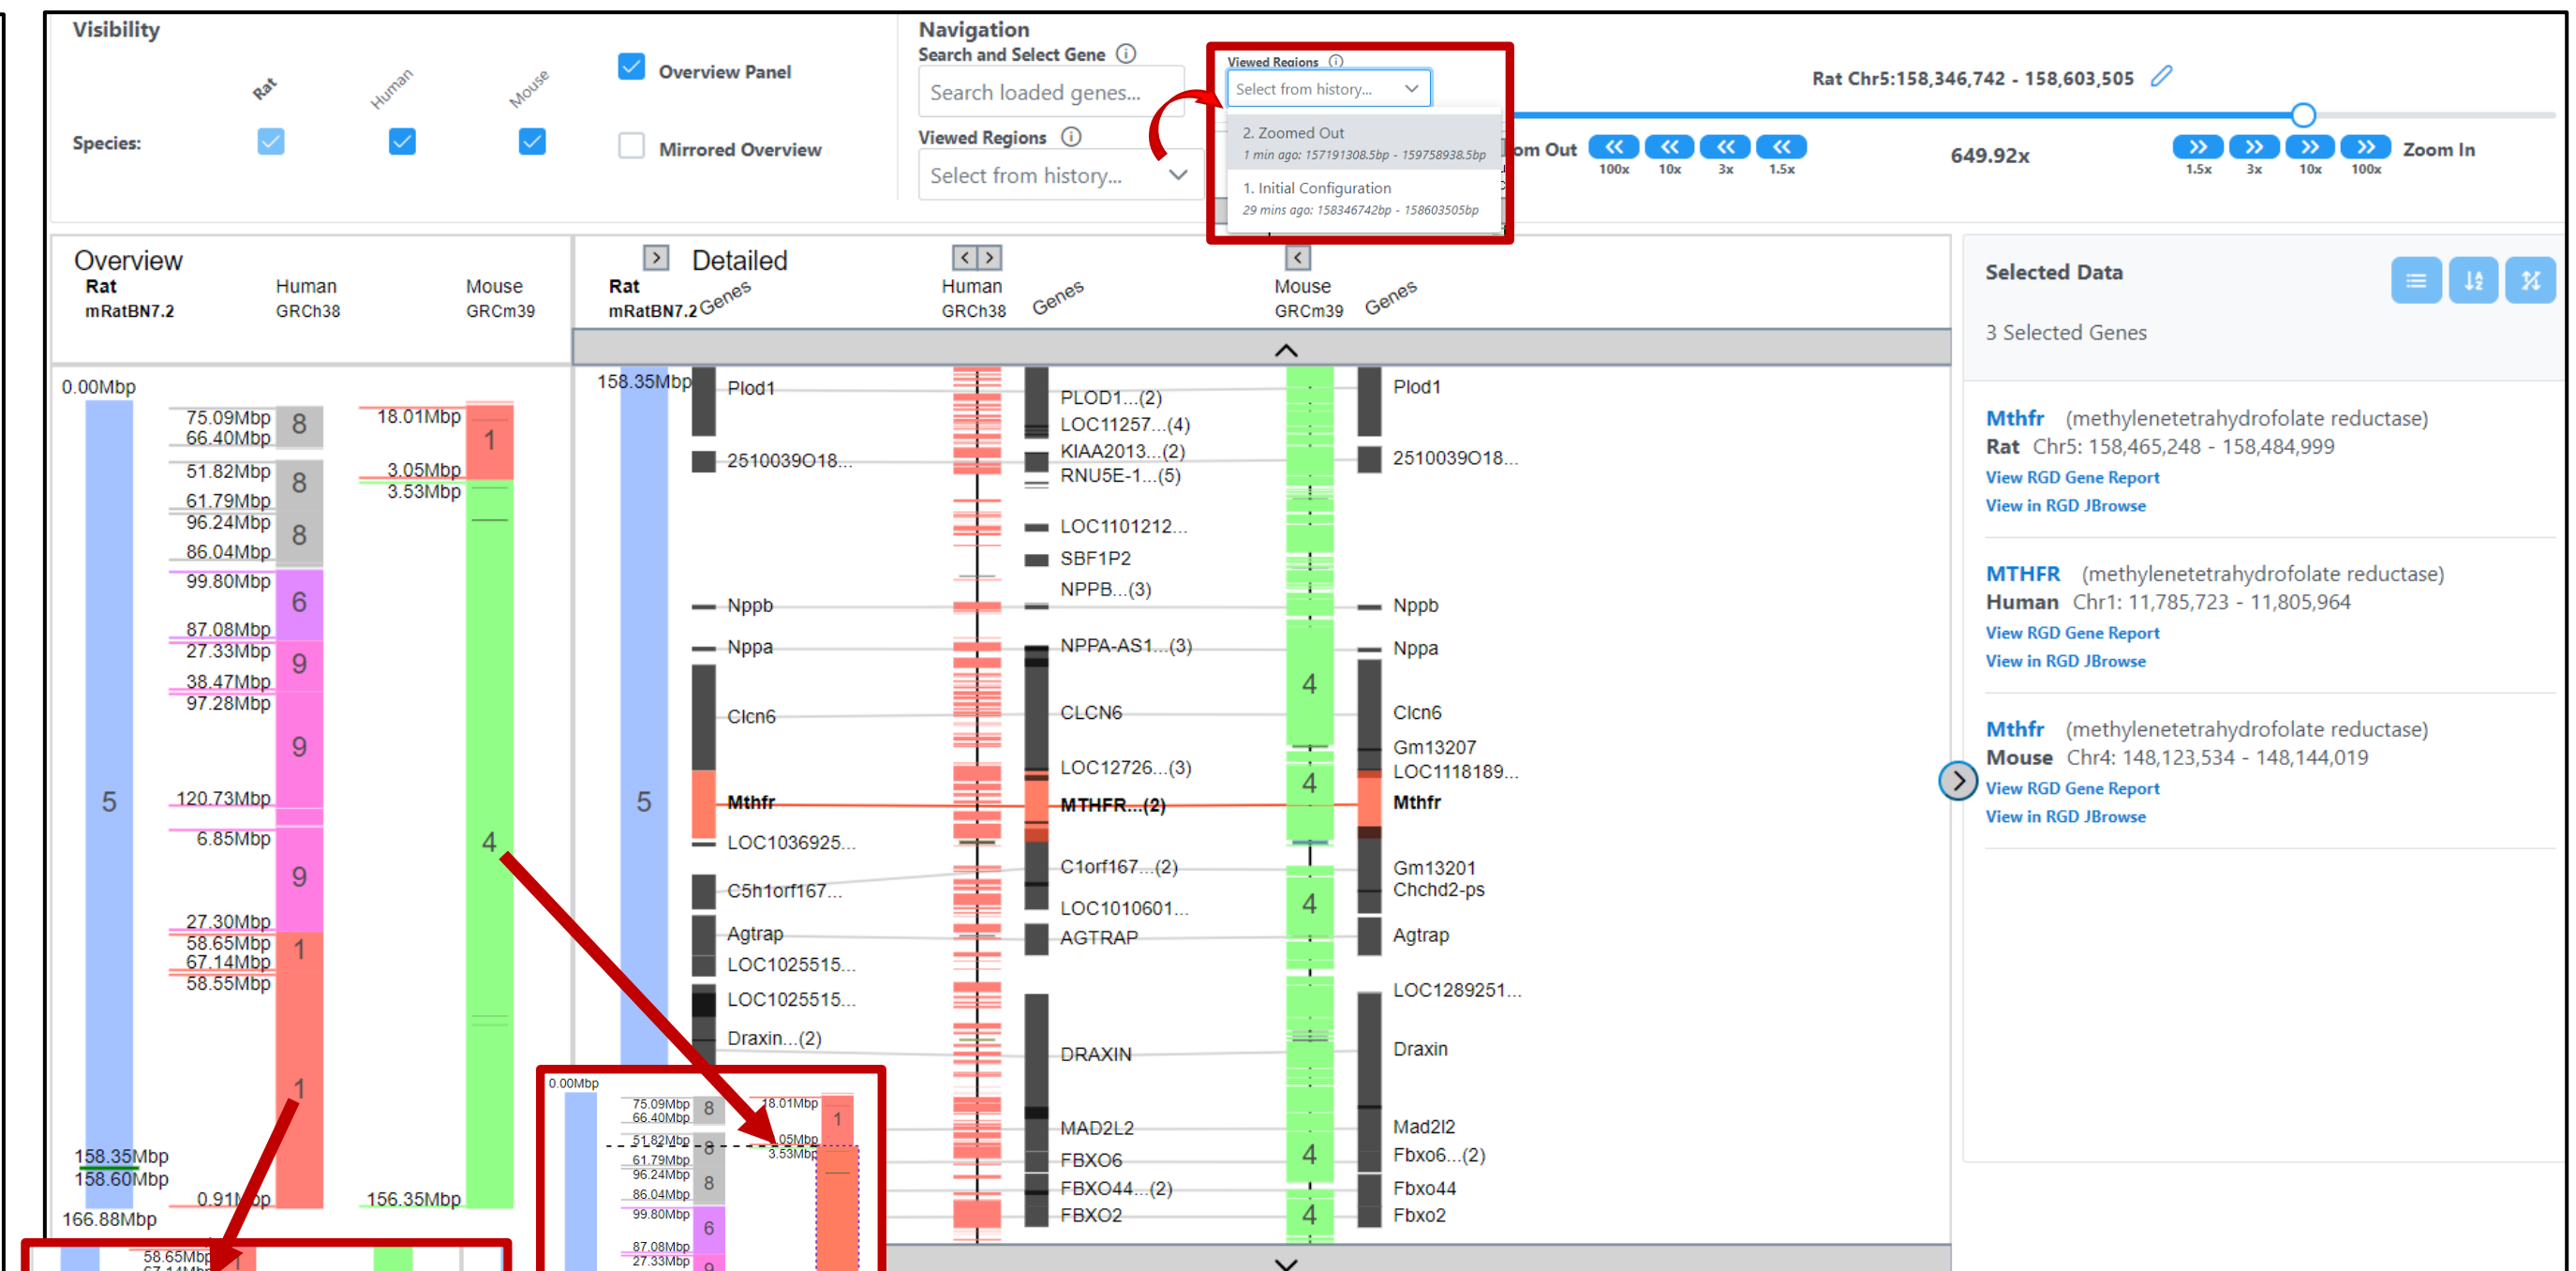 Visibility
Rat
Human
Mouse
Species:
Overview Panel
Mirrored Overview
Navigation
Search and Select Gene
Search loaded genes...
Viewed Regions
Select from history...
Viewed Regions
Select from history...
2. Zoomed Out
1 min ago: 157191308.5bp - 159758938.5bp
1. Initial Configuration
29 mins ago: 158346742bp - 158603505bp
Rat Chr5:158,346,742 - 158,603,505
om Out
100x 10x 3x 1.5x
649.92x
1.5x 3x 10x 100x
Zoom In
Overview
Rat
mRatBN7.2
Human
GRCh38
Mouse
GRCm39
0.00Mbp
5
158.35Mbp
158.60Mbp
166.88Mbp
75.09Mbp
66.40Mbp
8
51.82Mbp
8
61.79Mbp
96.24Mbp
8
86.04Mbp
99.80Mbp
6
87.08Mbp
27.33Mbp
9
38.47Mbp
97.28Mbp
9
120.73Mbp
6.85Mbp
9
27.30Mbp
58.65Mbp
1
67.14Mbp
58.55Mbp
1
18.01Mbp
1
3.05Mbp
3.53Mbp
4
156.35Mbp
Detailed
Rat
mRatBN7.2
Genes
Human
GRCh38
Genes
Mouse
GRCm39
Genes
158.35Mbp
5
Plod1
2510039O18...
Nppb
Nppa
Clcn6
Mthfr
LOC1036925...
C5h1orf167...
Agtrap
LOC1025515...
LOC1025515...
Draxin...(2)
PLOD1...(2)
LOC11257...(4)
KIAA2013...(2)
RNU5E-1...(5)
LOC1101212...
SBF1P2
NPPB...(3)
NPPA-AS1...(3)
CLCN6
LOC12726...(3)
MTHFR...(2)
C1orf167...(2)
LOC1010601...
AGTRAP
DRAXIN
MAD2L2
FBXO6
FBXO44...(2)
FBXO2
4
4
4
4
4
Plod1
2510039O18...
Nppb
Nppa
Clcn6
Gm13207
LOC1118189...
Mthfr
Gm13201
Chchd2-ps
Agtrap
LOC1289251...
Draxin
Mad2l2
Fbxo6...(2)
Fbxo44
Fbxo2
Selected Data
3 Selected Genes
Mthfr (methylenetetrahydrofolate reductase)
Rat Chr5: 158,465,248 - 158,484,999
View RGD Gene Report
View in RGD JBrowse
MTHFR (methylenetetrahydrofolate reductase)
Human Chr1: 11,785,723 - 11,805,964
View RGD Gene Report
View in RGD JBrowse
Mthfr (methylenetetrahydrofolate reductase)
Mouse Chr4: 148,123,534 - 148,144,019
View RGD Gene Report
View in RGD JBrowse
0.00Mbp
75.09Mbp
66.40Mbp
8
51.82Mbp
8
61.79Mbp
96.24Mbp
8
86.04Mbp
99.80Mbp
6
87.08Mbp
27.33Mbp
18.01Mbp
1
.05Mbp
3.53Mbp
58.65Mbp